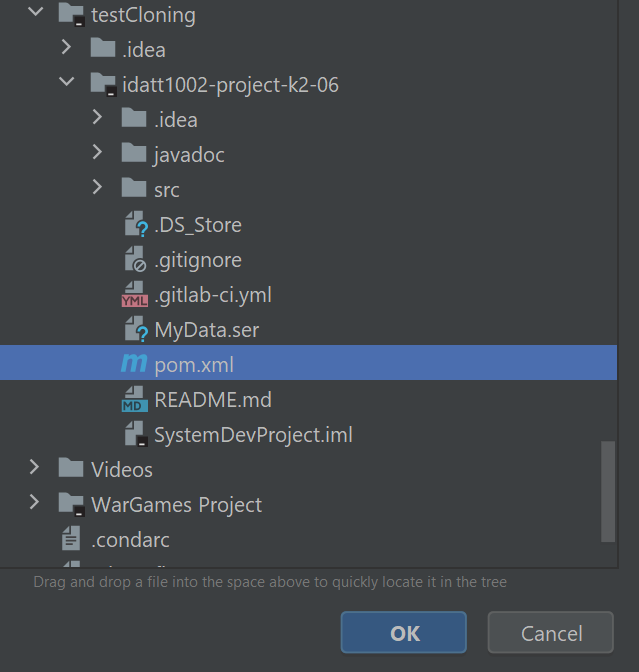 testCloning
.idea
idatt1002-project-k2-06
.idea
javadoc
src
.DS_Store
.gitignore
YML .gitlab-ci.yml
MyData.ser
m pom.xml
MD README.md
SystemDevProject.iml
Videos
WarGames Project
.condarc
Drag and drop a file into the space above to quickly locate it in the tree
OK Cancel